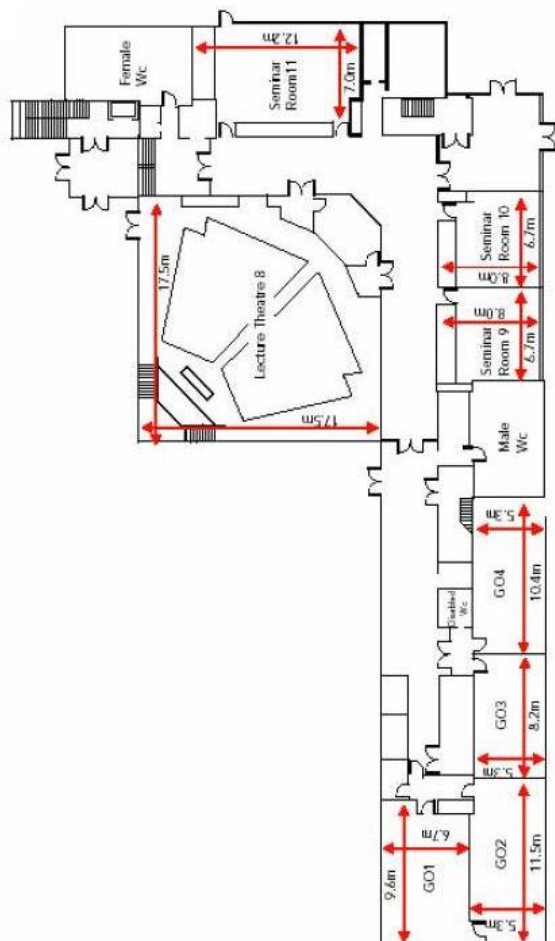 Female
Wc
12.2m
Seminar
Room11
7.0m
17.5m
Lecture Theatre 8
17.5m
Seminar
Room 10
6.7m
8.0m
8.0m
Seminar
Room 9
6.7m
Male
Wc
5.3m
GO4
10.4m
Disabled
Wc
GO3
8.2m
5.3m
6.7m
9.6m
GO1
GO2
11.5m
5.3m